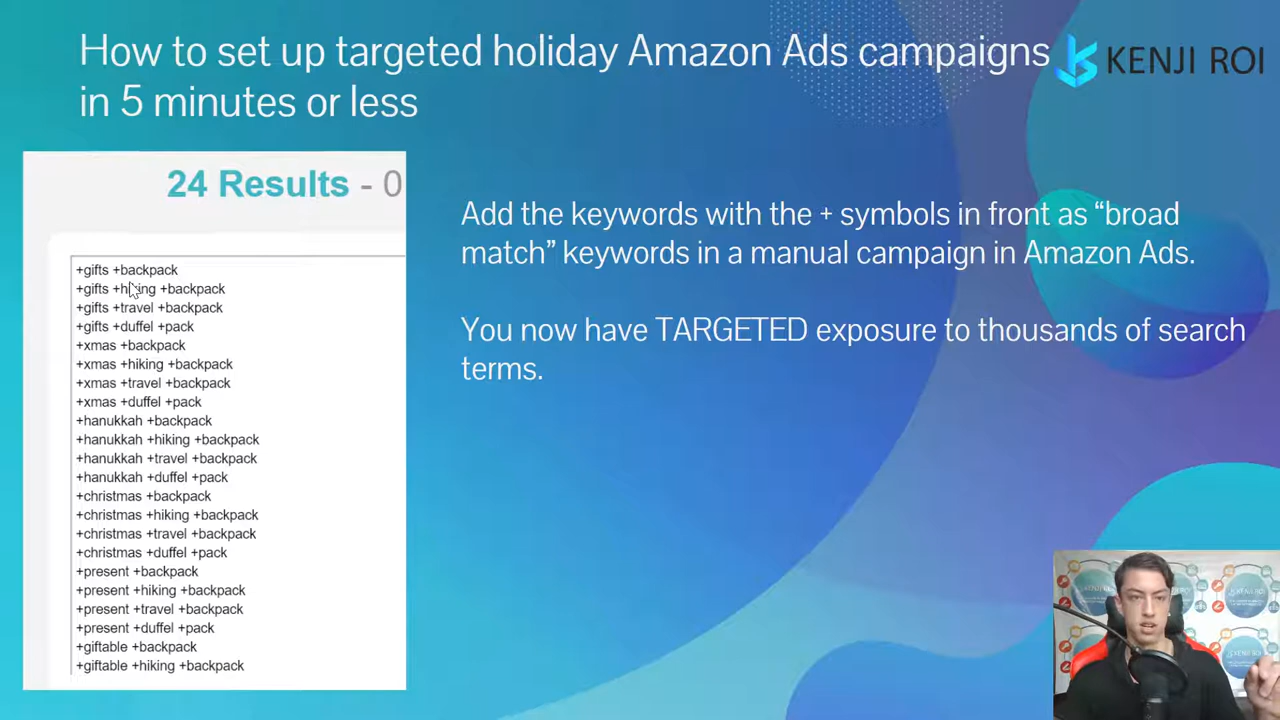 How to set up targeted holiday Amazon Ads campaigns
in 5 minutes or less
KENJI ROI
24 Results - 0
+gifts +backpack
+gifts +hiking +backpack
+gifts +travel +backpack
+gifts +duffel +pack
+xmas +backpack
+xmas +hiking +backpack
+xmas +travel +backpack
+xmas +duffel +pack
+hanukkah +backpack
+hanukkah +hiking +backpack
+hanukkah +travel +backpack
+hanukkah +duffel +pack
+christmas +backpack
+christmas +hiking +backpack
+christmas +travel +backpack
+christmas +duffel +pack
+present +backpack
+present +hiking +backpack
+present +travel +backpack
+present +duffel +pack
+giftable +backpack
+giftable +hiking +backpack
Add the keywords with the + symbols in front as “broad
match” keywords in a manual campaign in Amazon Ads.
You now have TARGETED exposure to thousands of search
terms.